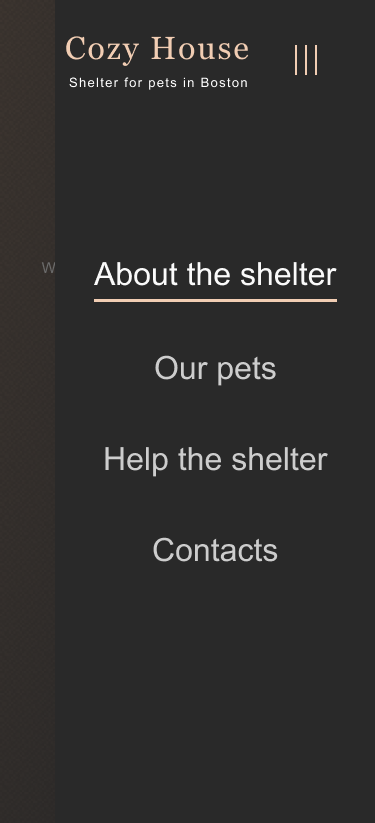 Cozy House
Shelter for pets in Boston
About the shelter
Our pets
Help the shelter
Contacts